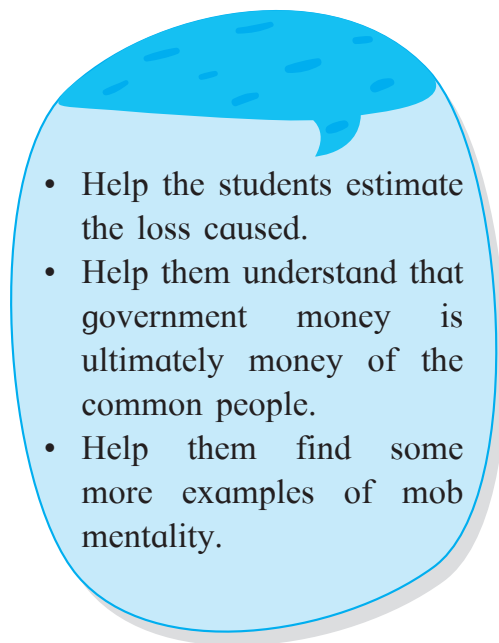 • Help the students estimate
the loss caused.
• Help them understand that
government money is
ultimately money of the
common people.
• Help them find some
more examples of mob
mentality.